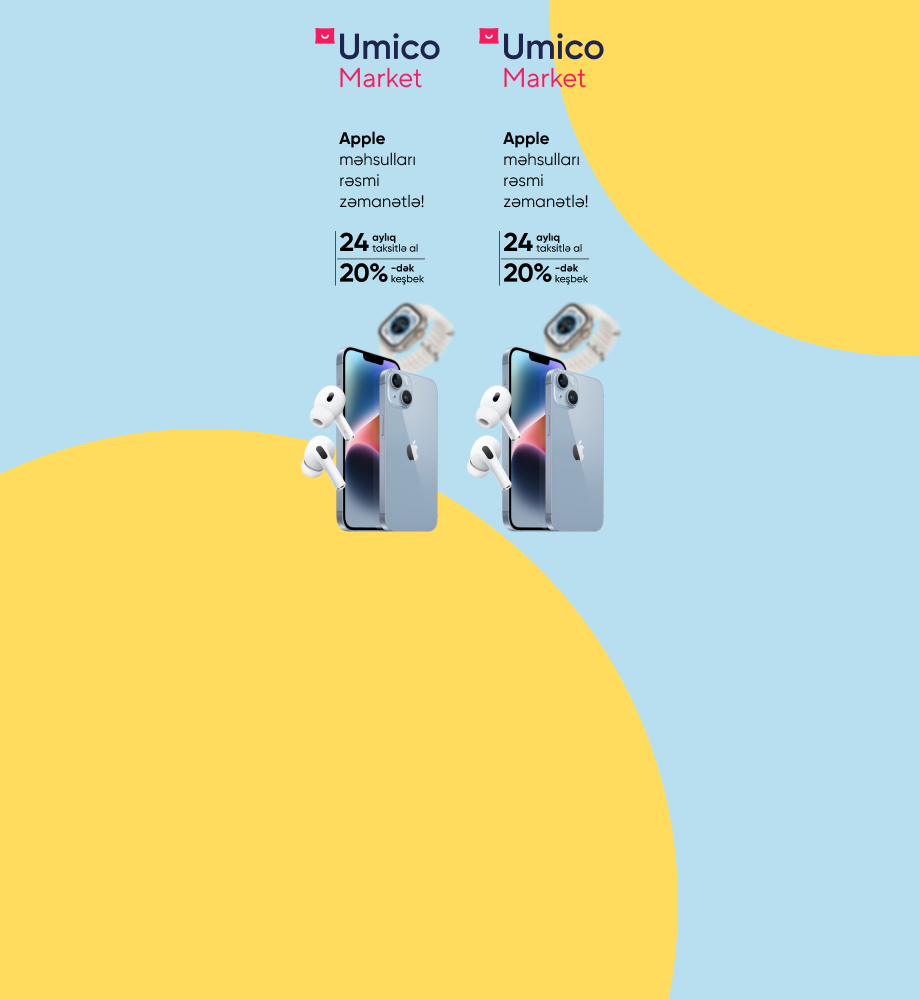 Umico
Market
Apple
məhsulları
rəsmi
zəmanətlə!
24 aylıq
taksitlə al
20% -dək
keşbek
Umico
Market
Apple
məhsulları
rəsmi
zəmanətlə!
24 aylıq
taksitlə al
20% -dək
keşbek